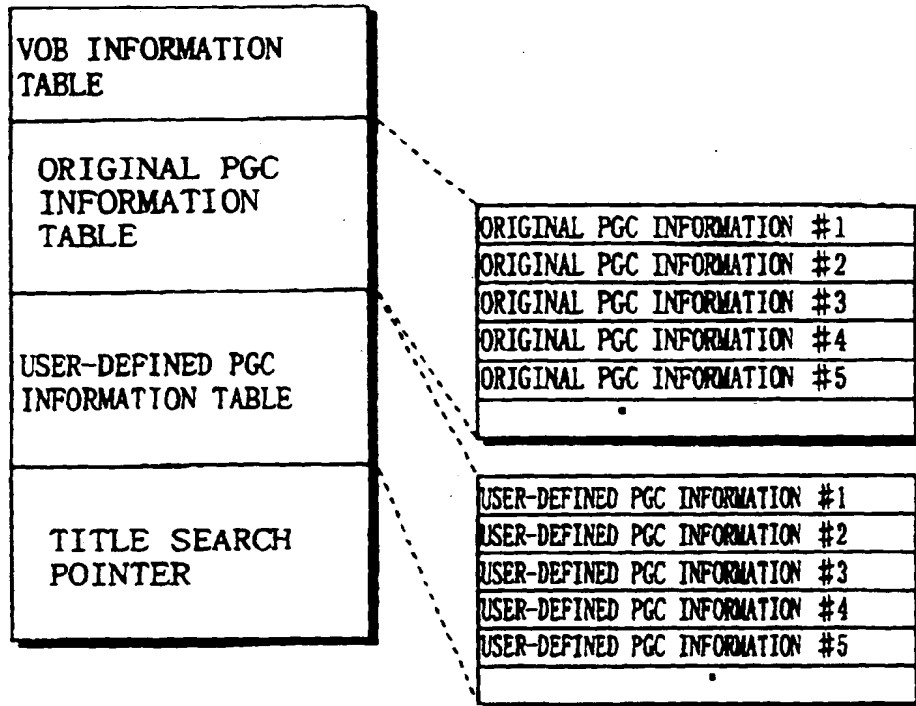 VOB INFORMATION
TABLE
ORIGINAL PGC
INFORMATION
TABLE
USER-DEFINED PGC
INFORMATION TABLE
TITLE SEARCH
POINTER
ORIGINAL PGC INFORMATION #1
ORIGINAL PGC INFORMATION #2
ORIGINAL PGC INFORMATION #3
ORIGINAL PGC INFORMATION #4
ORIGINAL PGC INFORMATION #5
USER-DEFINED PGC INFORMATION #1
USER-DEFINED PGC INFORMATION #2
USER-DEFINED PGC INFORMATION #3
USER-DEFINED PGC INFORMATION #4
USER-DEFINED PGC INFORMATION #5